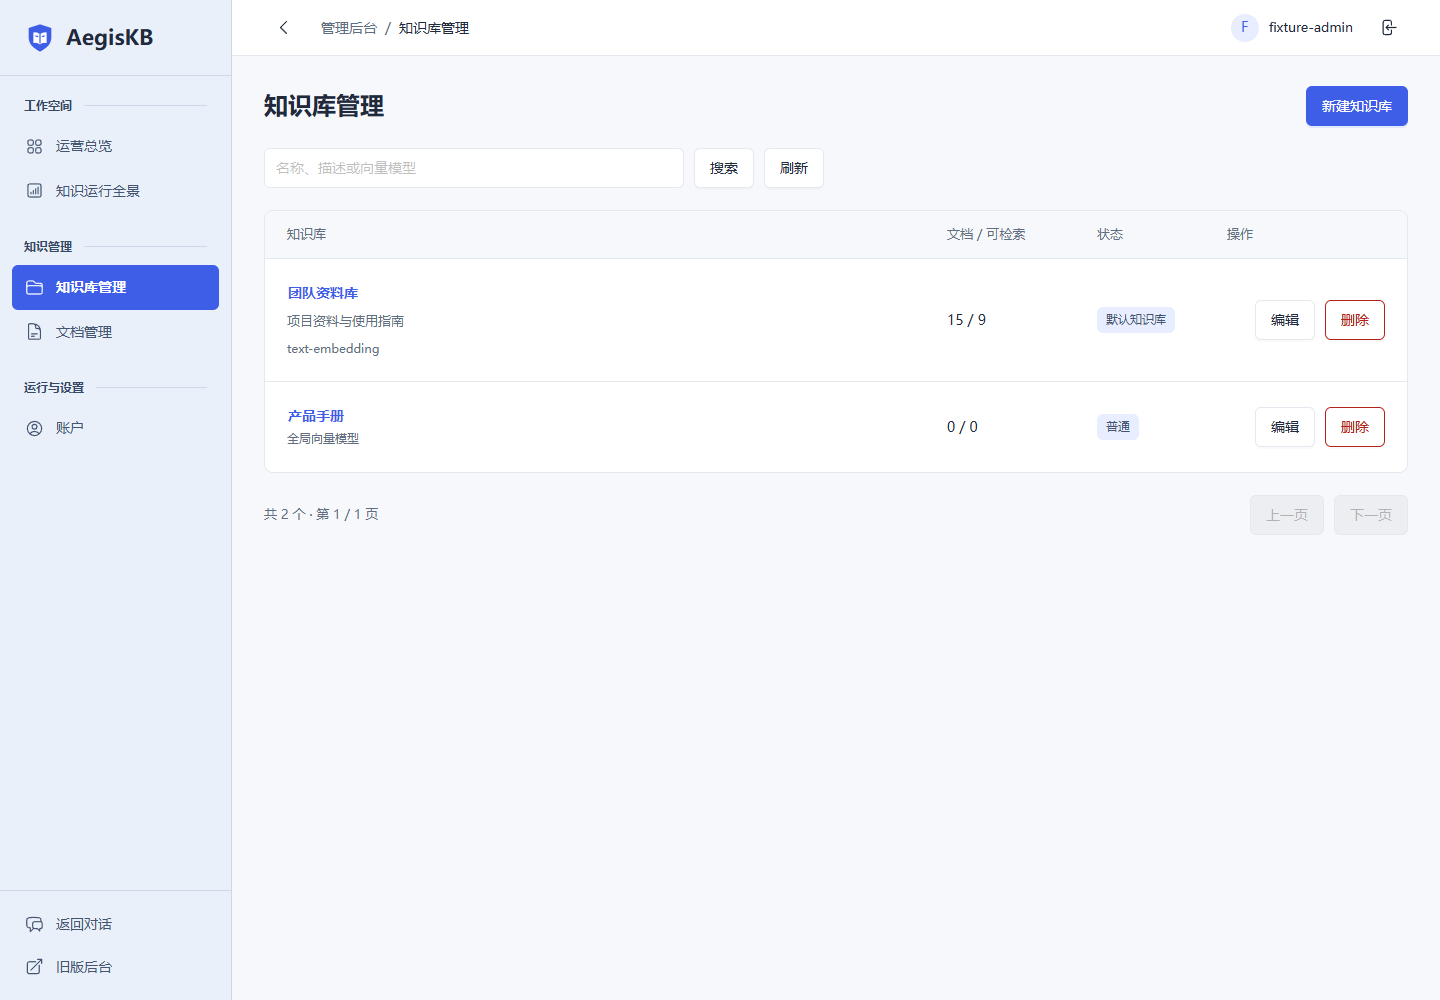 AegisKB
工作空间
运营总览
知识运行全景
知识管理
知识库管理
文档管理
运行与设置
账户
返回对话
旧版后台
管理后台 / 知识库管理
F fixture-admin
知识库管理
新建知识库
名称、描述或向量模型
搜索
刷新
知识库 文档 / 可检索 状态 操作
团队资料库
项目资料与使用指南
text-embedding
15 / 9
默认知识库
编辑
删除
产品手册
全局向量模型
0 / 0
普通
编辑
删除
共 2 个 · 第 1 / 1 页
上一页
下一页